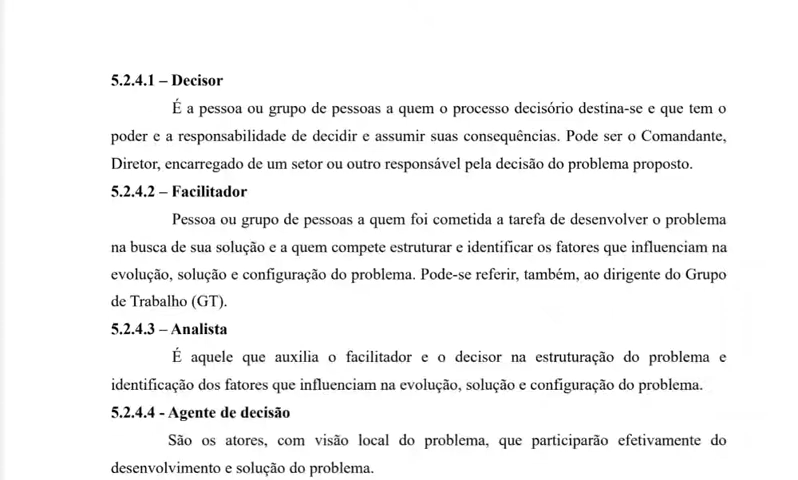 5.2.4.1 – Decisor
É a pessoa ou grupo de pessoas a quem o processo decisório destina-se e que tem o
poder e a responsabilidade de decidir e assumir suas consequências. Pode ser o Comandante,
Diretor, encarregado de um setor ou outro responsável pela decisão do problema proposto.
5.2.4.2 – Facilitador
Pessoa ou grupo de pessoas a quem foi cometida a tarefa de desenvolver o problema
na busca de sua solução e a quem compete estruturar e identificar os fatores que influenciam na
evolução, solução e configuração do problema. Pode-se referir, também, ao dirigente do Grupo
de Trabalho (GT).
5.2.4.3 – Analista
É aquele que auxilia o facilitador e o decisor na estruturação do problema e
identificação dos fatores que influenciam na evolução, solução e configuração do problema.
5.2.4.4 - Agente de decisão
São os atores, com visão local do problema, que participarão efetivamente do
desenvolvimento e solução do problema.